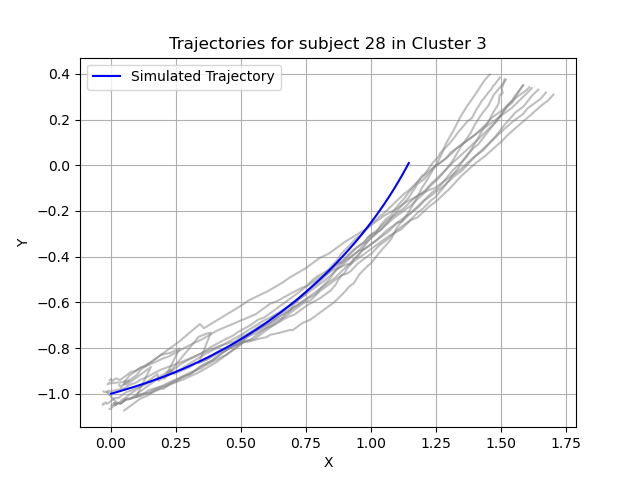 Trajectories for subject 28 in Cluster 3
Simulated Trajectory
0.4
0.2
0.0
−0.2
−0.4
−0.6
−0.8
−1.0
Y
0.00 0.25 0.50 0.75 1.00 1.25 1.50 1.75
X